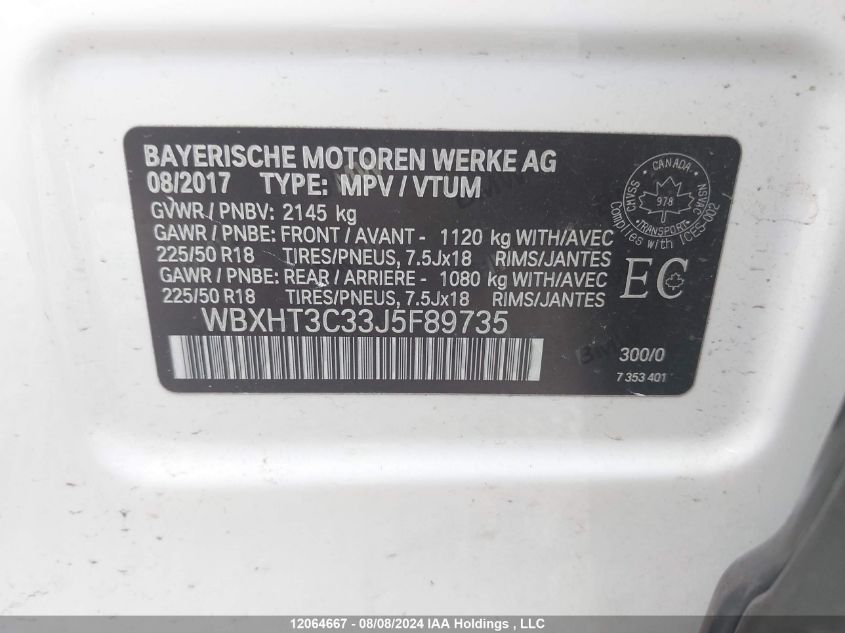 BAYERISCHE MOTOREN WERKE AG
08/2017 TYPE: MPV / VTUM
GVWR / PNBV: 2145 kg
GAWR / PNBE: FRONT / AVANT - 1120 kg WITH/AVEC
225/50 R18 TIRES/PNEUS, 7.5Jx18 RIMS/JANTES
GAWR / PNBE: REAR / ARRIERE - 1080 kg WITH/AVEC
225/50 R18 TIRES/PNEUS, 7.5Jx18 RIMS/JANTES
WBXHT3C33J5F89735
CANADA
CMVSS
NSVAC
978
TRANSPORT
Complies with ICES-002
EC
300/0
7 353 401
12064667 - 08/08/2024 IAA Holdings , LLC